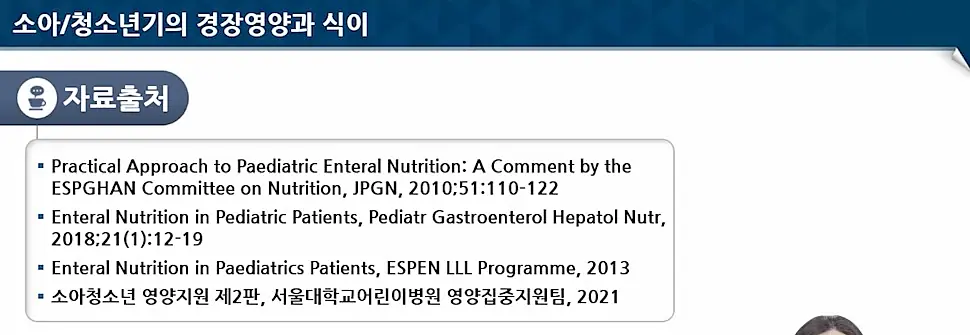 소아/청소년기의 경장영양과 식이
자료출처
▪ Practical Approach to Paediatric Enteral Nutrition: A Comment by the
ESPGHAN Committee on Nutrition, JPGN, 2010;51:110-122
▪ Enteral Nutrition in Pediatric Patients, Pediatr Gastroenterol Hepatol Nutr,
2018;21(1):12-19
▪ Enteral Nutrition in Paediatrics Patients, ESPEN LLL Programme, 2013
▪ 소아청소년 영양지원 제2판, 서울대학교어린이병원 영양집중지원팀, 2021